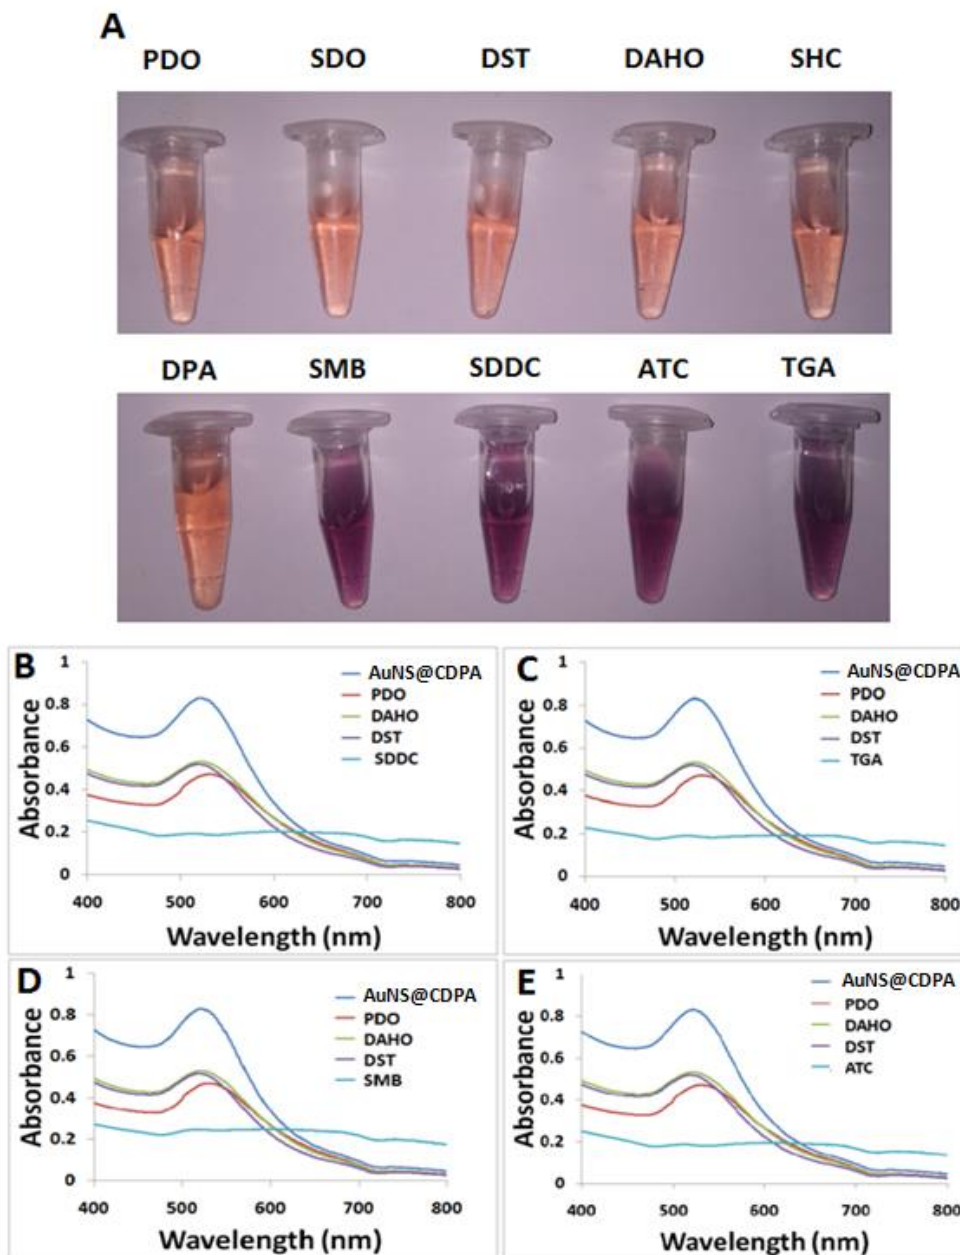 A
PDO SDO DST DAHO SHC
DPA SMB SDDC ATC TGA
B
Absorbance
1
0.8
0.6
0.4
0.2
0
400 500 600 700 800
Wavelength (nm)
AuNS@CDPA
PDO
DAHO
DST
SDDC
C
Absorbance
1
0.8
0.6
0.4
0.2
0
400 500 600 700 800
Wavelength (nm)
AuNS@CDPA
PDO
DAHO
DST
TGA
D
Absorbance
1
0.8
0.6
0.4
0.2
0
400 500 600 700 800
Wavelength (nm)
AuNS@CDPA
PDO
DAHO
DST
SMB
E
Absorbance
1
0.8
0.6
0.4
0.2
0
400 500 600 700 800
Wavelength (nm)
AuNS@CDPA
PDO
DAHO
DST
ATC